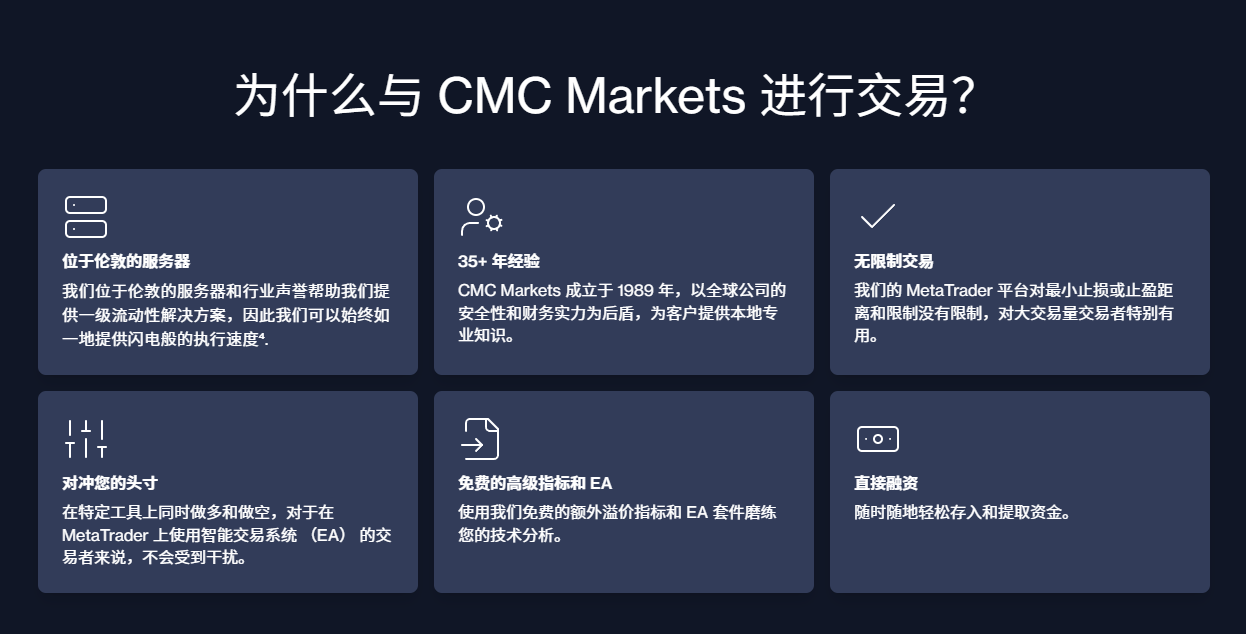 为什么与 CMC Markets 进行交易?
位于伦敦的服务器
我们位于伦敦的服务器和行业声誉帮助我们提
供一级流动性解决方案，因此我们可以始终如
一地提供闪电般的执行速度⁴.
35+ 年经验
CMC Markets 成立于 1989 年，以全球公司的
安全性和财务实力为后盾，为客户提供本地专
业知识。
无限制交易
我们的 MetaTrader 平台对最小止损或止盈距
离和限制没有限制，对大交易量交易者特别有
用。
对冲您的头寸
在特定工具上同时做多和做空，对于在
MetaTrader 上使用智能交易系统 （EA） 的交
易者来说，不会受到干扰。
免费的高级指标和 EA
使用我们免费的额外溢价指标和 EA 套件磨练
您的技术分析。
直接融资
随时随地轻松存入和提取资金。